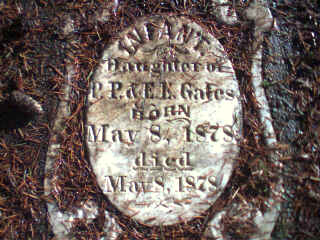 INFANT
Daughter of
P. P. & E. E. Gates
BORN
May 8, 1878
died
May 8, 1878